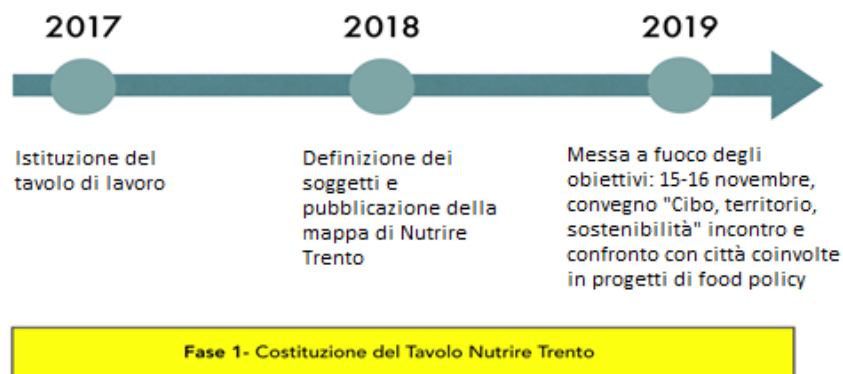 2017
2018
2019
Istituzione del
tavolo di lavoro
Definizione dei
soggetti e
pubblicazione della
mappa di Nutrire
Trento
Messa a fuoco degli
obiettivi: 15-16 novembre,
convegno "Cibo, territorio,
sostenibilità" incontro e
confronto con città coinvolte
in progetti di food policy
Fase 1- Costituzione del Tavolo Nutrire Trento